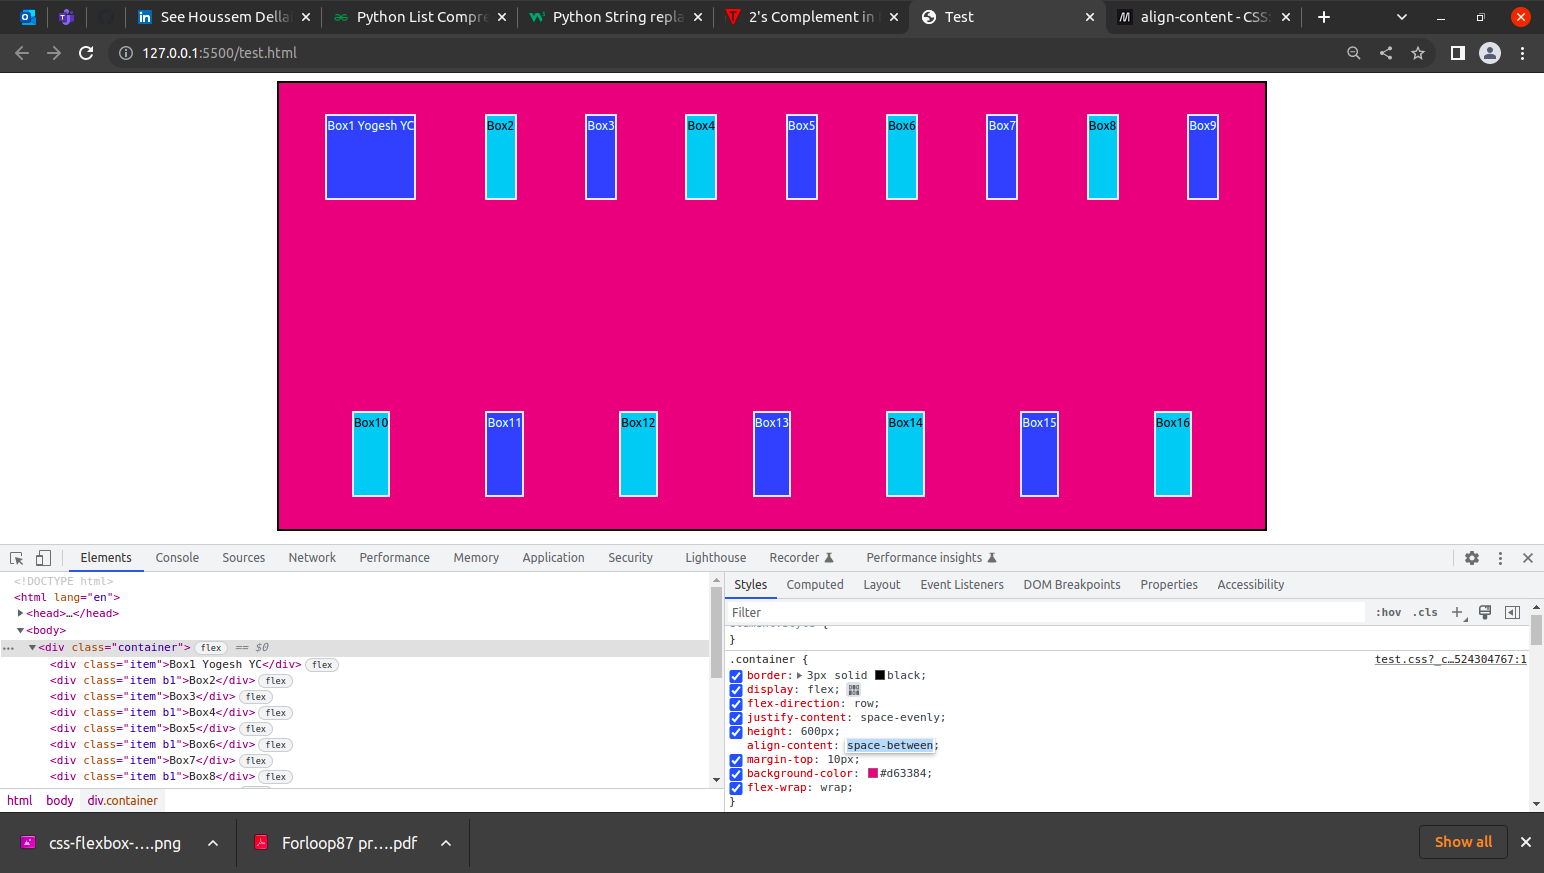 See Houssem Della
Python List Compre
Python String repla
2's Complement in
Test
align-content - CSS:
127.0.0.1:5500/test.html
Box1 Yogesh YC
Box2
Box3
Box4
Box5
Box6
Box7
Box8
Box9
Box10
Box11
Box12
Box13
Box14
Box15
Box16
Elements
Console
Sources
Network
Performance
Memory
Application
Security
Lighthouse
Recorder
Performance insights
<!DOCTYPE html>
<html lang="en">
<head>…</head>
<body>
<div class="container"> flex == $0
<div class="item">Box1 Yogesh YC</div> flex
<div class="item b1">Box2</div> flex
<div class="item">Box3</div> flex
<div class="item b1">Box4</div> flex
<div class="item">Box5</div> flex
<div class="item b1">Box6</div> flex
<div class="item">Box7</div> flex
<div class="item b1">Box8</div> flex
html body div.container
Styles
Computed
Layout
Event Listeners
DOM Breakpoints
Properties
Accessibility
Filter
:hov .cls
}
.container {
test.css?_c…524304767:1
border: 3px solid black;
display: flex;
flex-direction: row;
justify-content: space-evenly;
height: 600px;
align-content: space-between;
margin-top: 10px;
background-color: #d63384;
flex-wrap: wrap;
}
css-flexbox-....png
Forloop87 pr....pdf
Show all